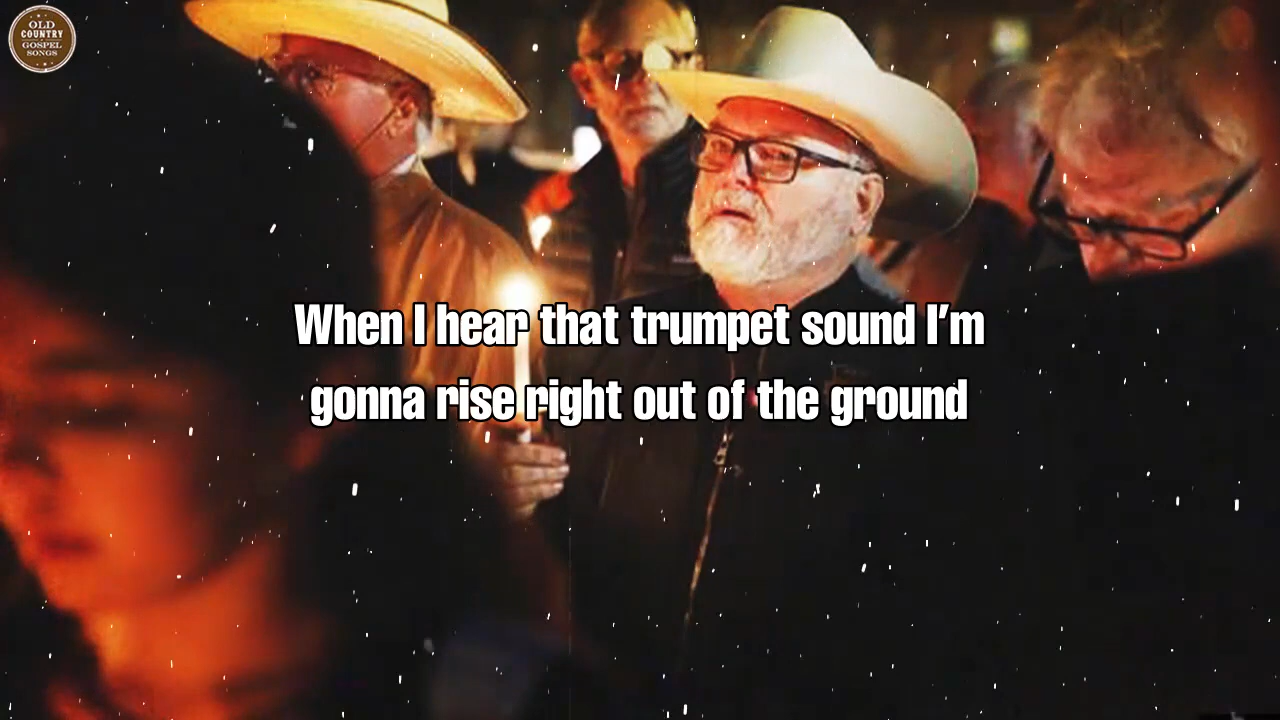 OLD
COUNTRY
GOSPEL
SONGS
When I hear that trumpet sound I'm
gonna rise right out of the ground